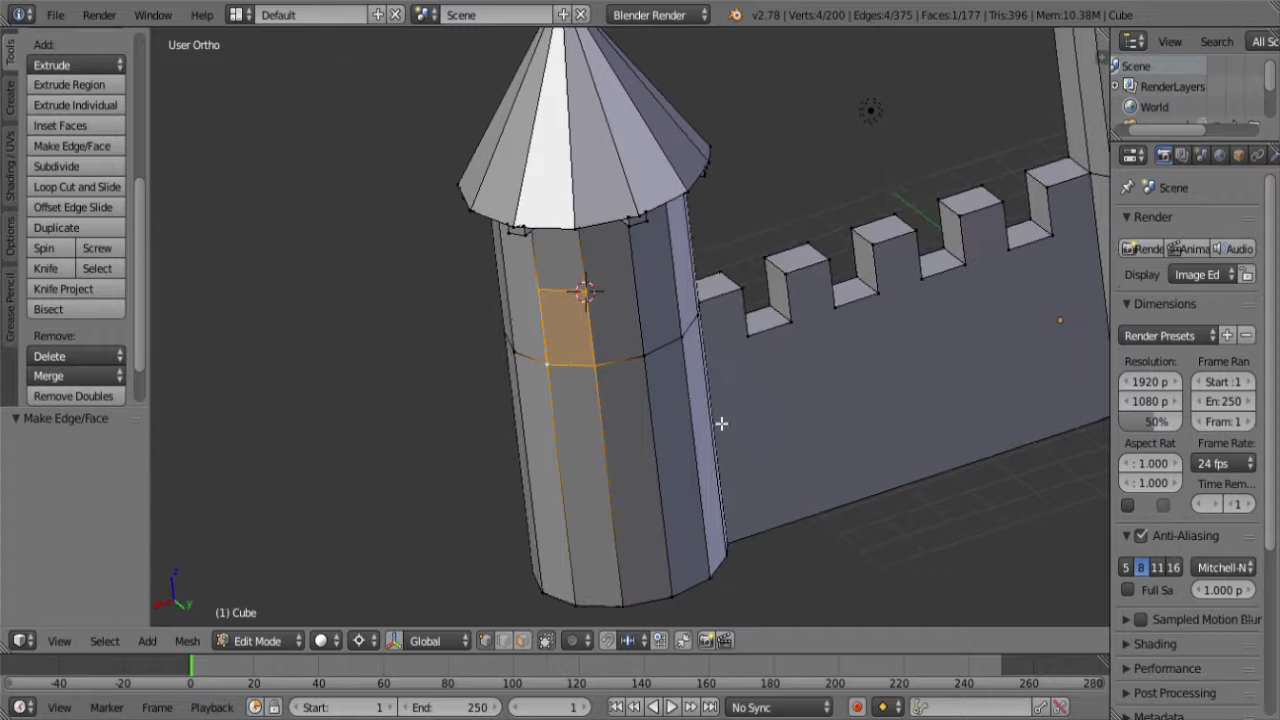 File Render Window Help Default Scene Blender Render v2.78 | Verts:4/200 | Edges:4/375 | Faces:1/177 | Tris:396 | Mem:10.38M | Cube
Tools
Create
Shading / UVs
Options
Grease Pencil
Add:
Extrude
Extrude Region
Extrude Individual
Inset Faces
Make Edge/Face
Subdivide
Loop Cut and Slide
Offset Edge Slide
Duplicate
Spin Screw
Knife Select
Knife Project
Bisect
Remove:
Delete
Merge
Remove Doubles
Make Edge/Face
User Ortho
(1) Cube
View Search All Sc
Scene
RenderLayers
World
Scene
Render
Rende Anima Audio
Display Image Ed
Dimensions
Render Presets
Resolution: Frame Ran
1920 p Start :1
1080 p En: 250
50% Fram: 1
Aspect Rat Frame Rate:
: 1.000 24 fps
: 1.000 Time Rem...
1
Anti-Aliasing
5 8 11 16 Mitchell-N
Full Sa 1.000 p
Sampled Motion Blur
Shading
Performance
Post Processing
Metadata
View Select Add Mesh Edit Mode Global
-40 -20 0 20 40 60 80 100 120 140 160 180 200 220 240 260 280
View Marker Frame Playback Start: 1 End: 250 1 No Sync